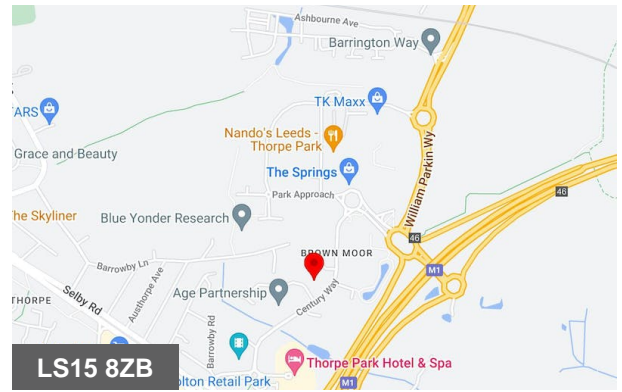 Ashbourne Ave
Barrington Way
TK Maxx
ARS
Nando's Leeds -
Thorpe Park
Grace and Beauty
The Springs
William Parkin Wy
46
Park Approach
The Skyliner
Blue Yonder Research
46
BROWN MOOR
Barrowby Ln
M1
Austhorpe Ave
Selby Rd
THORPE
Age Partnership
Century Way
Barrowby Rd
Thorpe Park Hotel & Spa
LS15 8ZB
olton Retail Park
M1